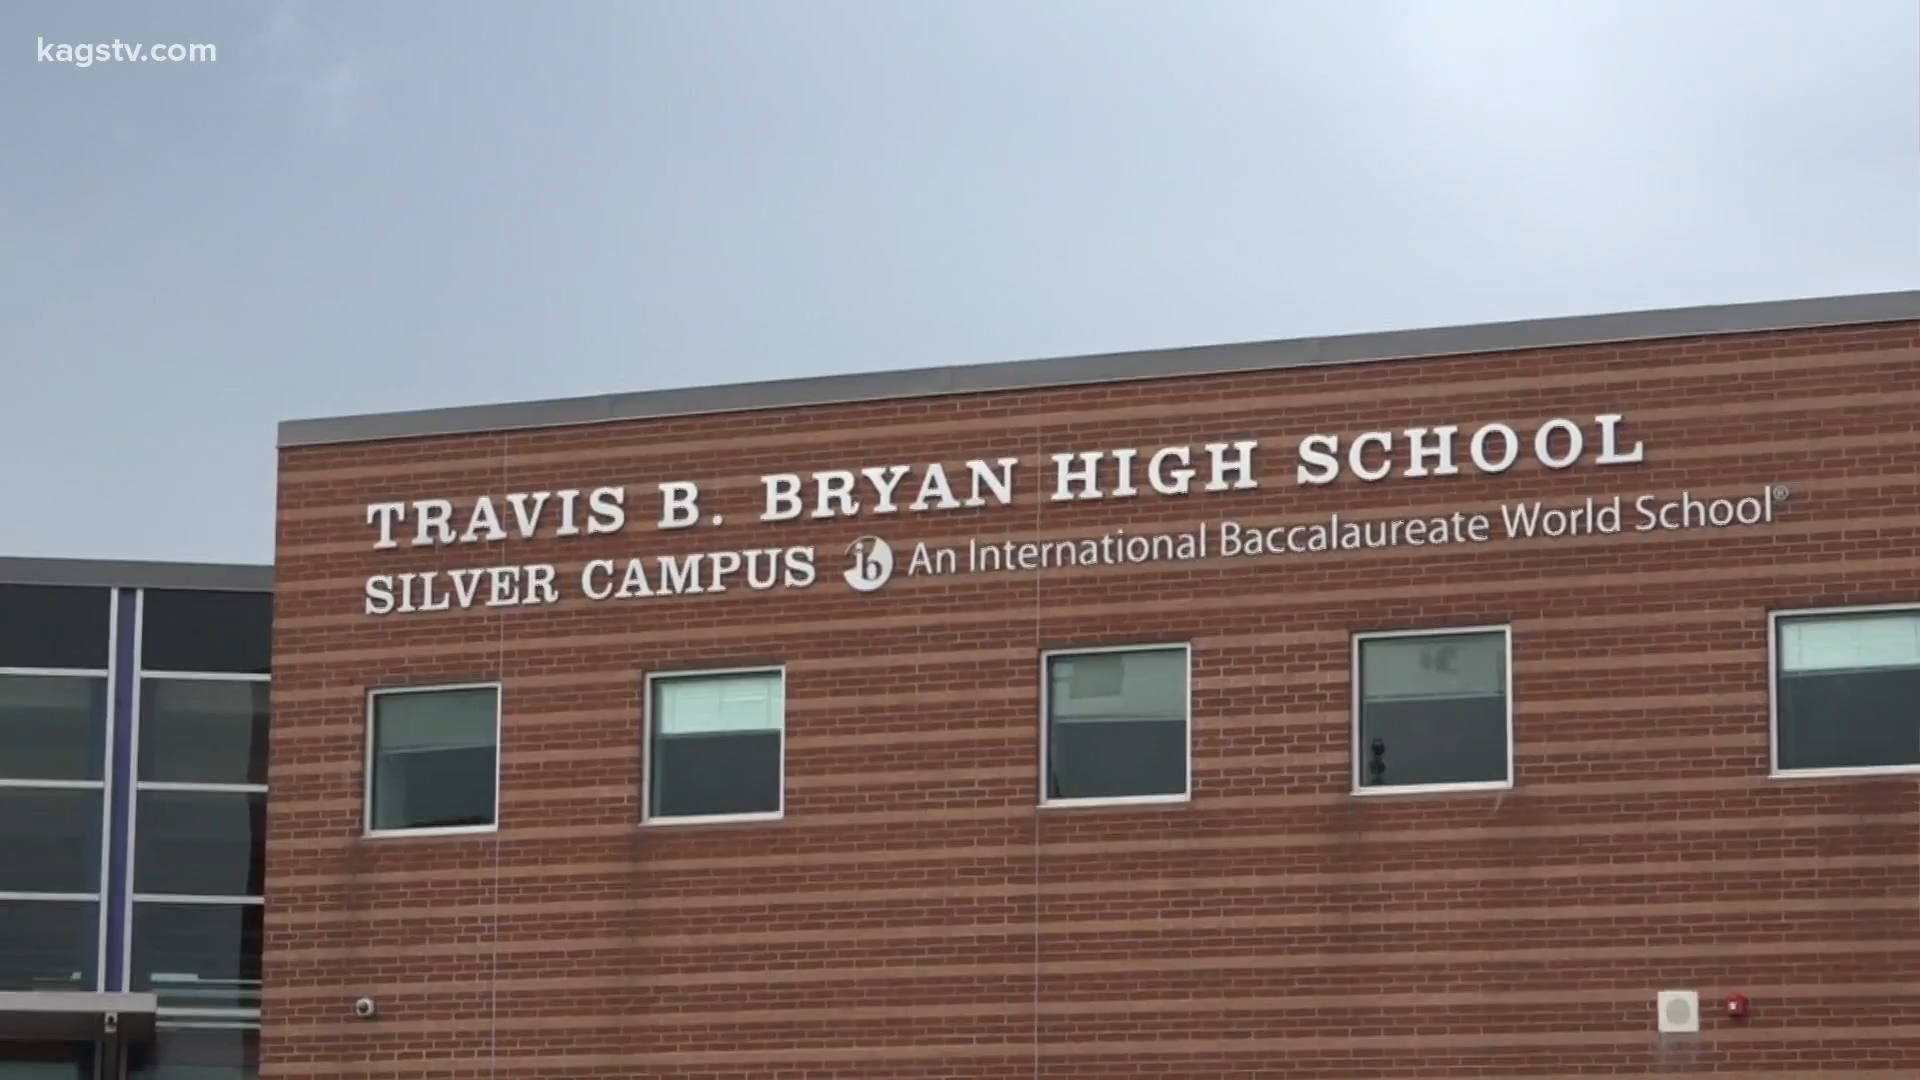 kagstv.com
TRAVIS B. BRYAN HIGH SCHOOL
SILVER CAMPUS ib An International Baccalaureate World School®